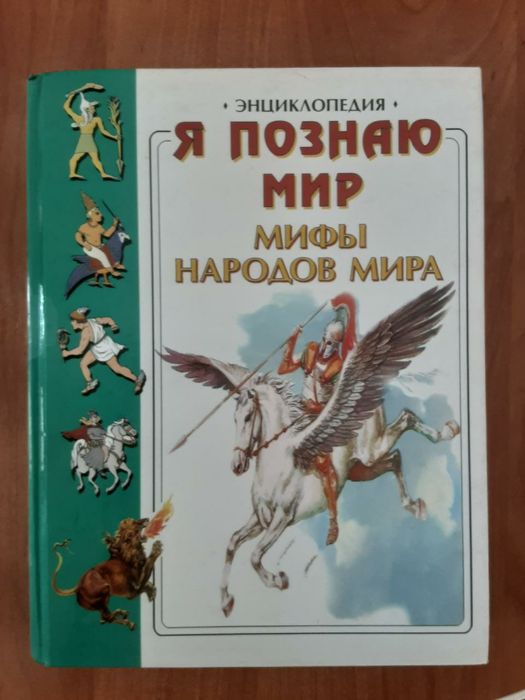 • ЭНЦИКЛОПЕДИЯ •
Я ПОЗНАЮ
МИР
МИФЫ
НАРОДОВ МИРА